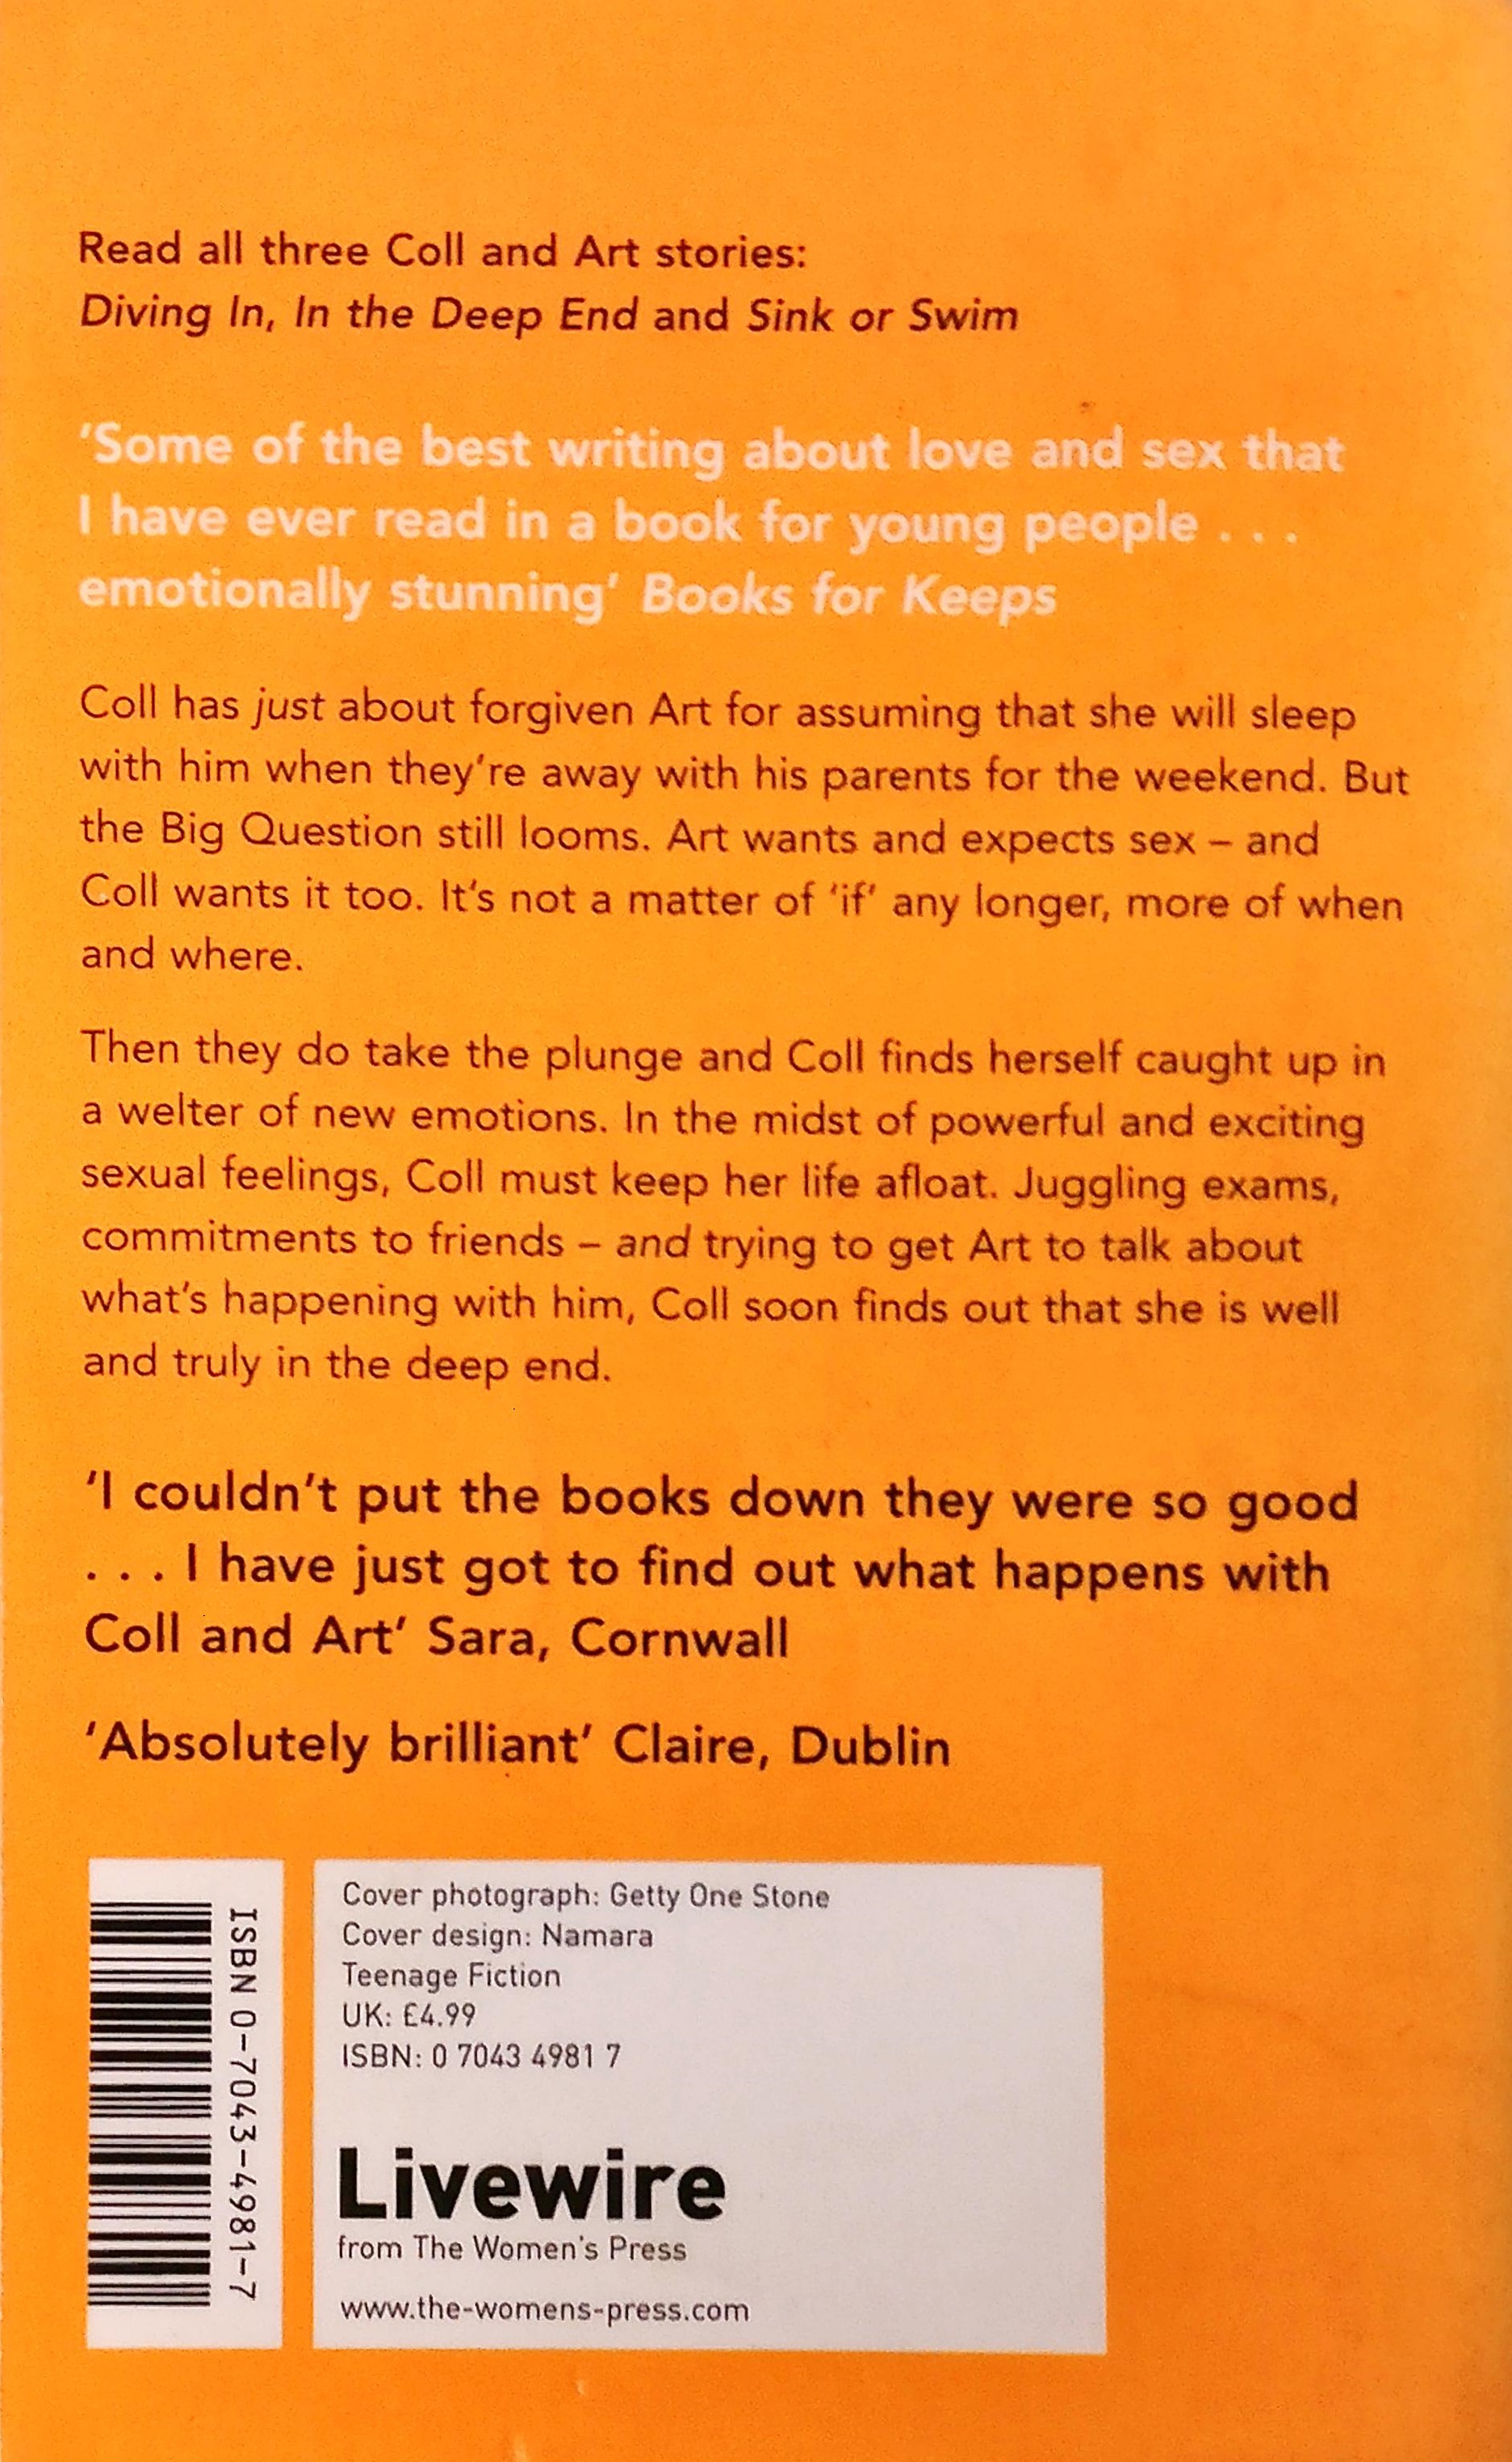 Read all three Coll and Art stories:
Diving In, In the Deep End and Sink or Swim
'Some of the best writing about love and sex that
I have ever read in a book for young people . . .
emotionally stunning' Books for Keeps
Coll has just about forgiven Art for assuming that she will sleep
with him when they're away with his parents for the weekend. But
the Big Question still looms. Art wants and expects sex – and
Coll wants it too. It's not a matter of 'if' any longer, more of when
and where.
Then they do take the plunge and Coll finds herself caught up in
a welter of new emotions. In the midst of powerful and exciting
sexual feelings, Coll must keep her life afloat. Juggling exams,
commitments to friends – and trying to get Art to talk about
what's happening with him, Coll soon finds out that she is well
and truly in the deep end.
'I couldn't put the books down they were so good
. . . I have just got to find out what happens with
Coll and Art' Sara, Cornwall
'Absolutely brilliant' Claire, Dublin
ISBN 0-7043-4981-7
Cover photograph: Getty One Stone
Cover design: Namara
Teenage Fiction
UK: £4.99
ISBN: 0 7043 4981 7
Livewire
from The Women's Press
www.the-womens-press.com